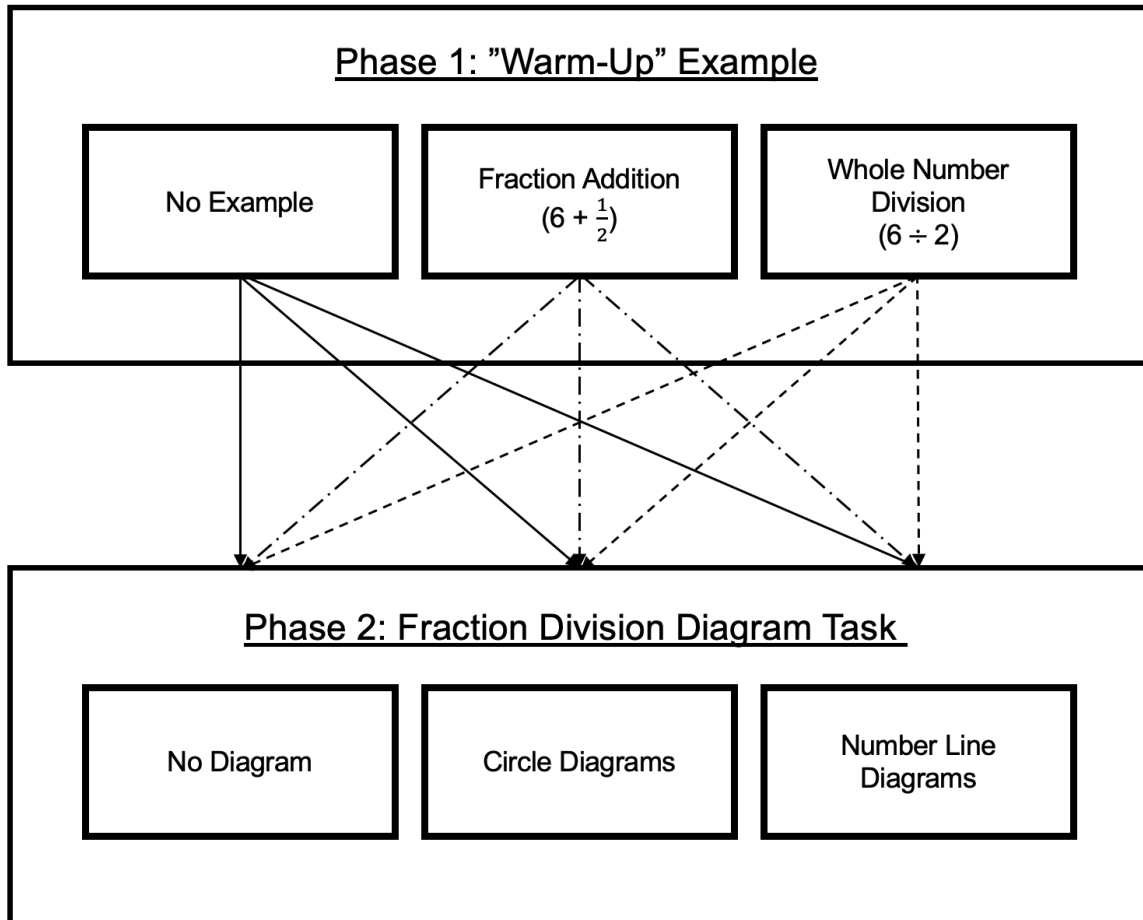 Phase 1: ”Warm-Up” Example
No Example
Fraction Addition
(6 + 1/2)
Whole Number
Division
(6 ÷ 2)
Phase 2: Fraction Division Diagram Task
No Diagram
Circle Diagrams
Number Line
Diagrams